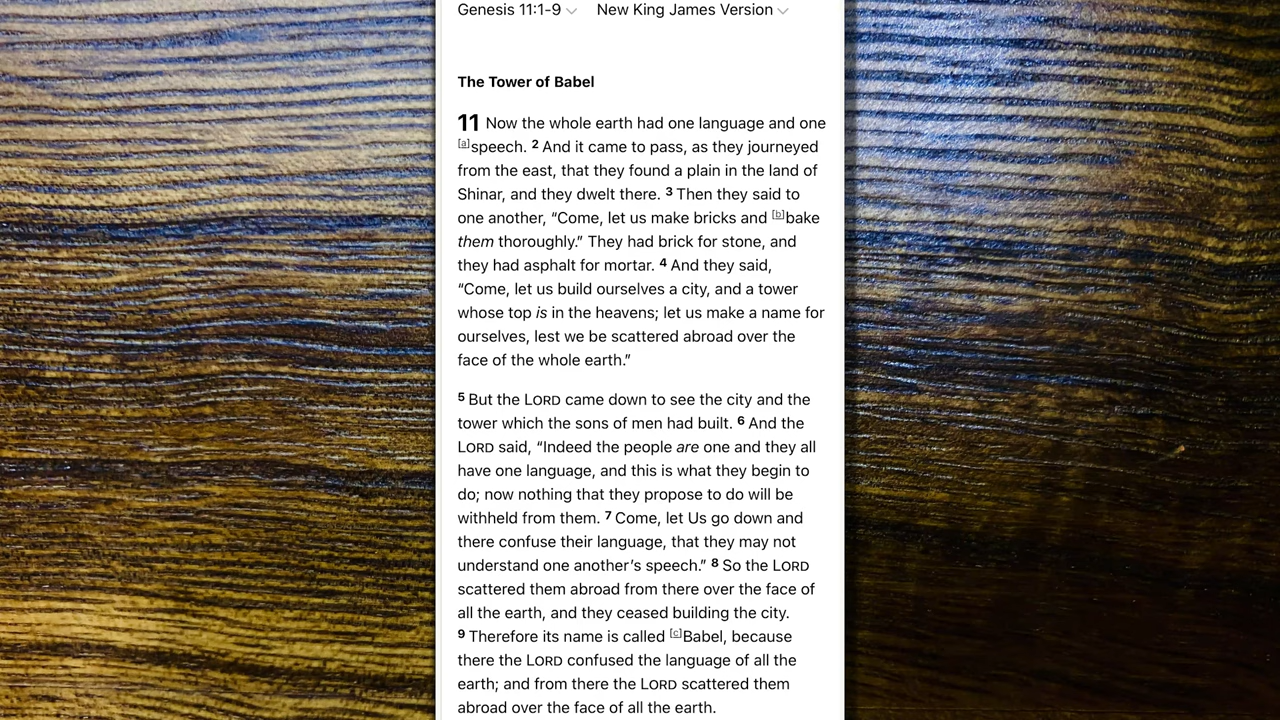 Genesis 11:1-9 New King James Version
The Tower of Babel
11 Now the whole earth had one language and one
[a]speech. 2 And it came to pass, as they journeyed
from the east, that they found a plain in the land of
Shinar, and they dwelt there. 3 Then they said to
one another, “Come, let us make bricks and [b]bake
them thoroughly.” They had brick for stone, and
they had asphalt for mortar. 4 And they said,
“Come, let us build ourselves a city, and a tower
whose top is in the heavens; let us make a name for
ourselves, lest we be scattered abroad over the
face of the whole earth.”
5 But the LORD came down to see the city and the
tower which the sons of men had built. 6 And the
LORD said, “Indeed the people are one and they all
have one language, and this is what they begin to
do; now nothing that they propose to do will be
withheld from them. 7 Come, let Us go down and
there confuse their language, that they may not
understand one another’s speech.” 8 So the LORD
scattered them abroad from there over the face of
all the earth, and they ceased building the city.
9 Therefore its name is called [c]Babel, because
there the LORD confused the language of all the
earth; and from there the LORD scattered them
abroad over the face of all the earth.